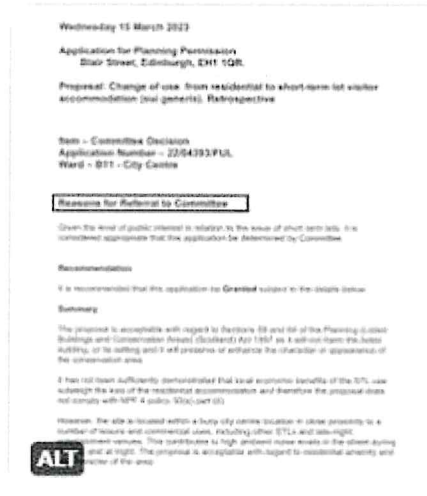 Wednesday 15 March 2023
Application for Planning Permission
Blair Street, Edinburgh, EH1 1QR.
Proposal: Change of use from residential to short-term let visitor
accommodation (sui generis). Retrospective
Item – Committee Decision
Application Number – 22/04393/FUL
Ward – B11 - City Centre
Reasons for Referral to Committee
Given the level of public interest in relation to the issue of short term lets it is
considered appropriate that this application be determined by Committee.
Recommendation
It is recommended that this application be Granted subject to the details below.
Summary
The proposal is acceptable with regard to Sections 59 and 64 of the Planning (Listed
Buildings and Conservation Areas) (Scotland) Act 1997 as it will not harm the listed
building, or its setting and it will preserve or enhance the character or appearance of
the conservation area.
It has not been sufficiently demonstrated that local economic benefits of the STL use
outweigh the loss of the residential accommodation and therefore the proposal does
not comply with NPF 4 policy 30(e) part (ii).
However, the site is located within a busy city centre location in close proximity to a
number of leisure and commercial uses, including other STLs and late-night
venues. This contributes to high ambient noise levels in the street during
and at night. The proposal is acceptable with regard to residential amenity and
of the area.
ALT